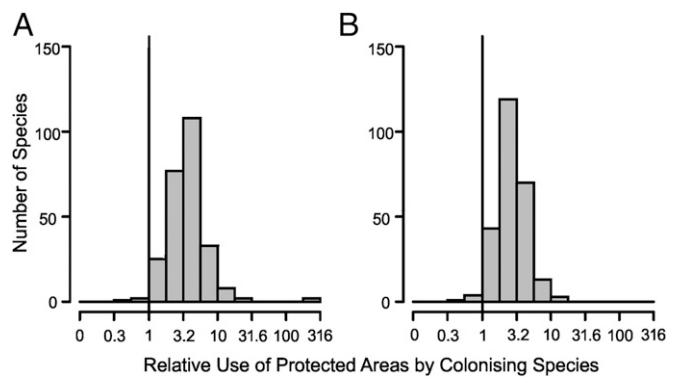 A
B
Number of Species
150
100
50
0
0 0.3 1 3.2 10 31.6 100 316
150
100
50
0
0 0.3 1 3.2 10 31.6 100 316
Relative Use of Protected Areas by Colonising Species